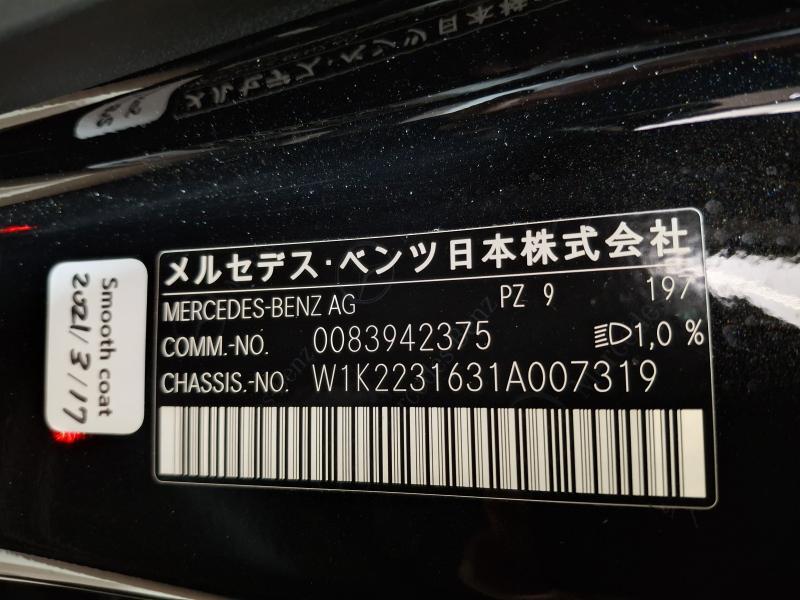 メルセデス・ベンツ日本株式会社
MERCEDES-BENZ AG PZ 9 197
COMM.-NO. 0083942375 1,0 %
CHASSIS.-NO. W1K2231631A007319
Smooth coat
2021/3/17